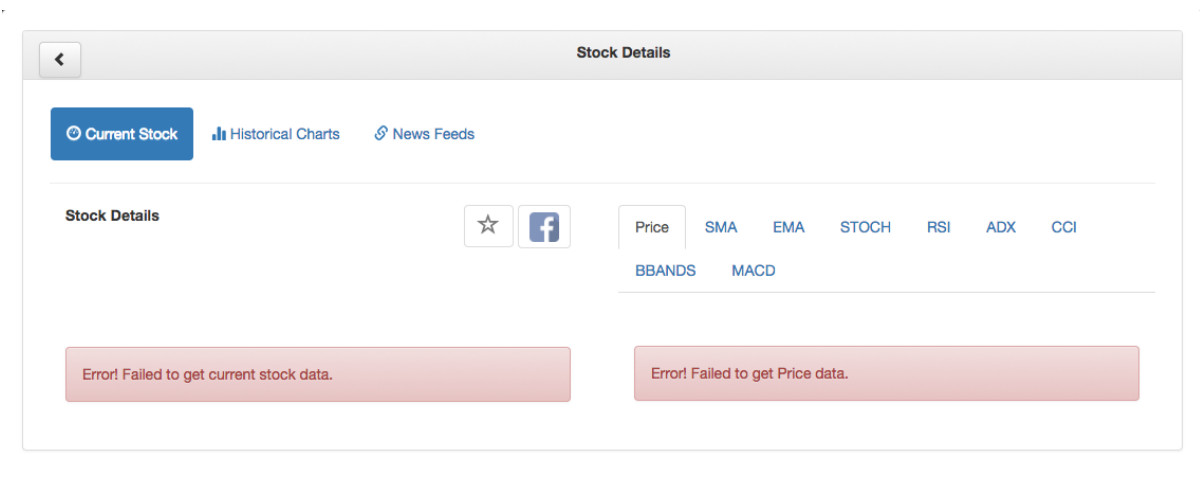 Stock Details
Current Stock Historical Charts News Feeds
Stock Details
Price SMA EMA STOCH RSI ADX CCI
BBANDS MACD
Error! Failed to get current stock data.
Error! Failed to get Price data.